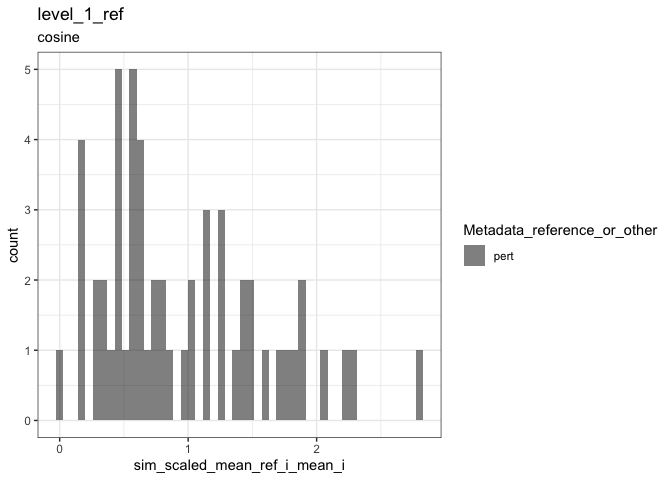 level_1_ref
cosine
5
4
3
2
1
0
count
0
1
2
sim_scaled_mean_ref_i_mean_i
Metadata_reference_or_other
pert